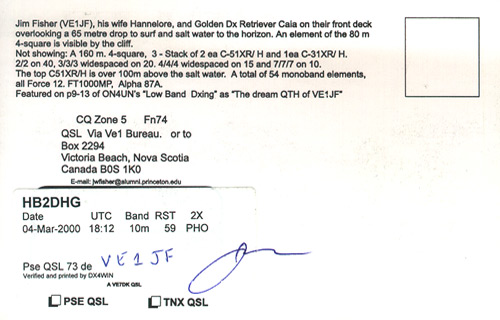 Jim Fisher (VE1JF), his wife Hannelore, and Golden Dx Retriever Caia on their front deck
overlooking a 65 metre drop to surf and salt water to the horizon. An element of the 80 m
4-square is visible by the cliff.
Not showing: A 160 m. 4-square, 3 - Stack of 2 ea C-51XR/ H and 1ea C-31XR/ H.
2/2 on 40, 3/3/3 widespaced on 20. 4/4/4 widespaced on 15 and 7/7/7 on 10.
The top C51XR/H is over 100m above the salt water. A total of 54 monoband elements,
all Force 12. FT1000MP, Alpha 87A.
Featured on p9-13 of ON4UN's "Low Band Dxing" as "The dream QTH of VE1JF"
CQ Zone 5 Fn74
QSL Via Ve1 Bureau. or to
Box 2294
Victoria Beach, Nova Scotia
Canada B0S 1K0
E-mail: jwfisher@alumni.princeton.edu
HB2DHG
Date UTC Band RST 2X
04-Mar-2000 18:12 10m 59 PHO
Pse QSL 73 de VE1JF
Verified and printed by DX4WIN
A VE7DK QSL
PSE QSL TNX QSL